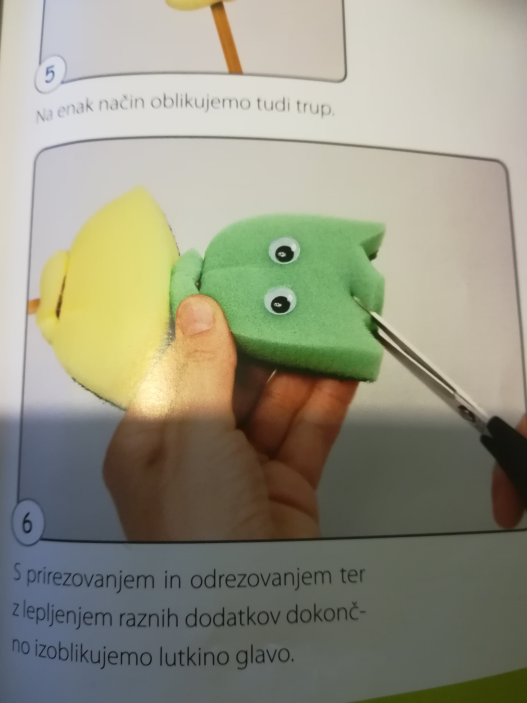 5
Na enak način oblikujemo tudi trup.
6
S prirezovanjem in odrezovanjem ter
z lepljenjem raznih dodatkov dokonč-
no izoblikujemo lutkino glavo.